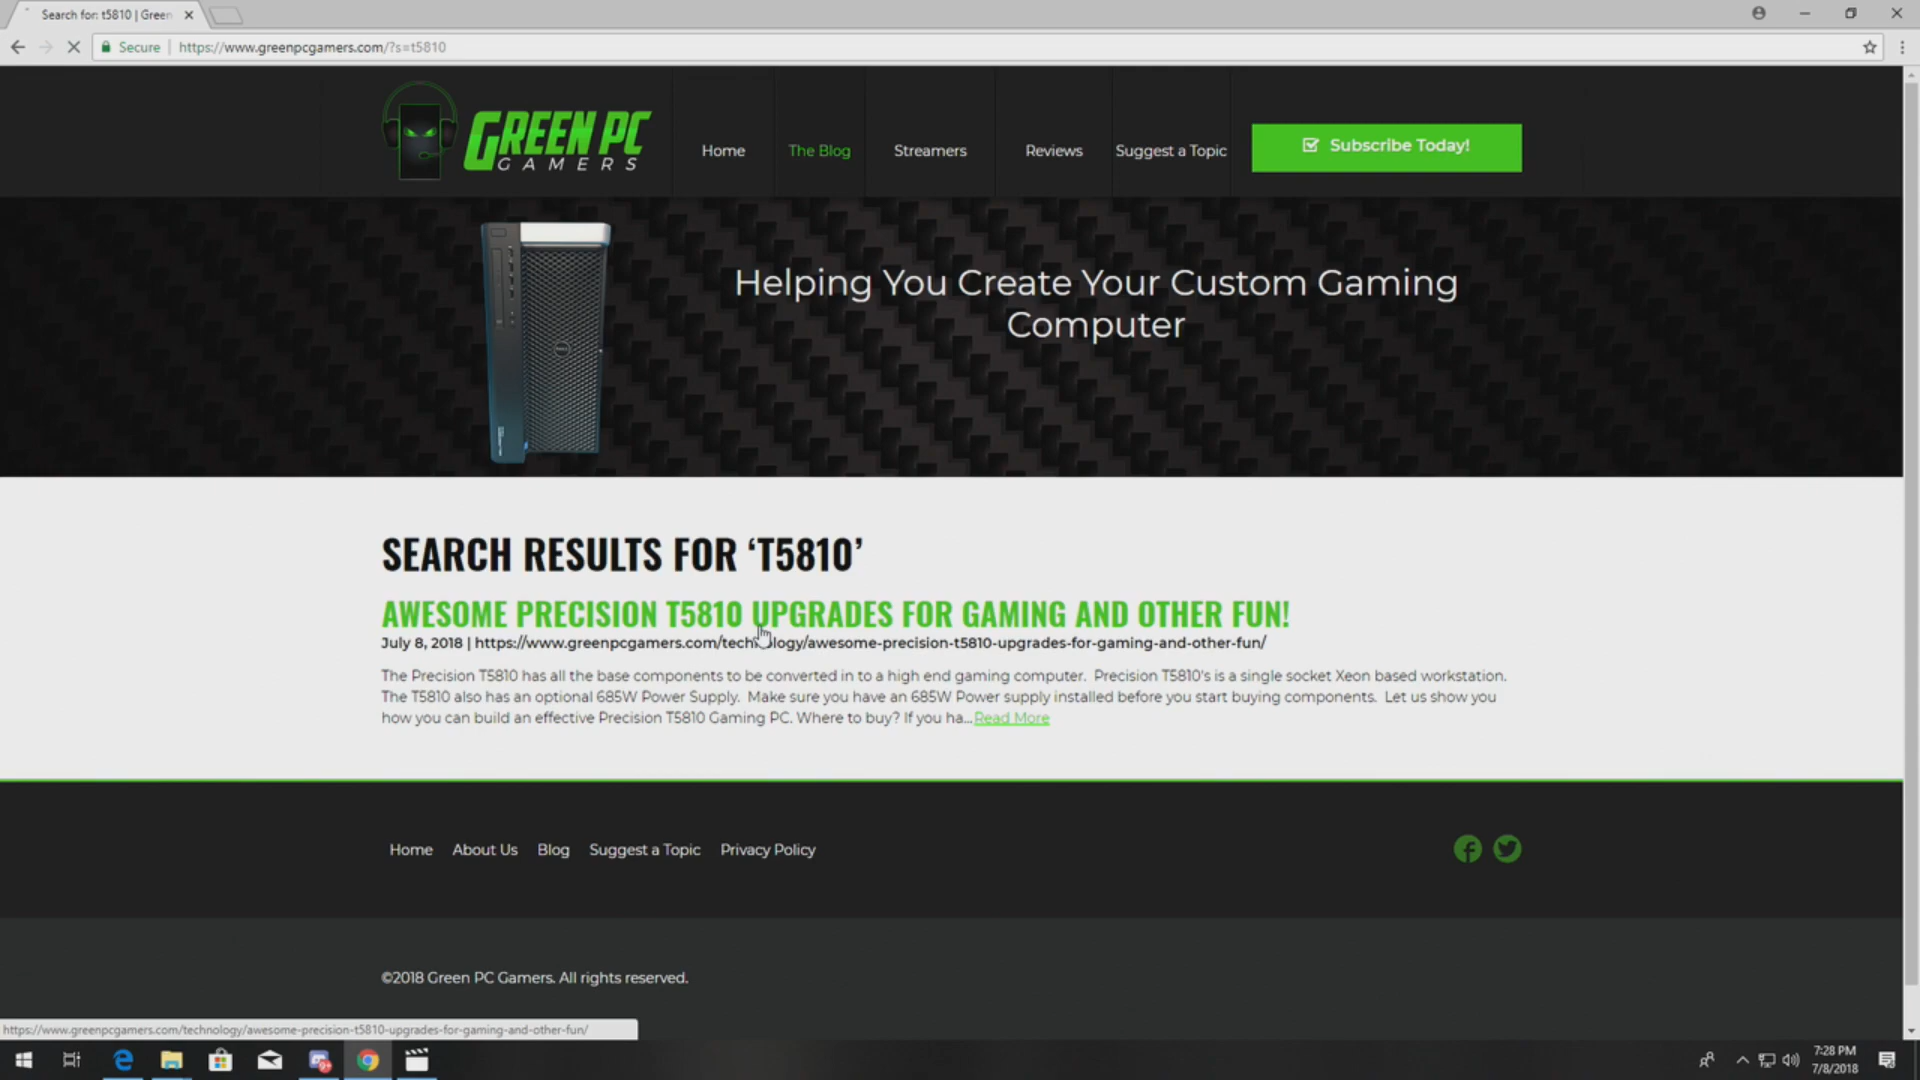 Search for: t5810 | Green
Secure | https://www.greenpcgamers.com/?s=t5810
GREEN PC
GAMERS
Home
The Blog
Streamers
Reviews
Suggest a Topic
Subscribe Today!
Helping You Create Your Custom Gaming
Computer
SEARCH RESULTS FOR ‘T5810’
AWESOME PRECISION T5810 UPGRADES FOR GAMING AND OTHER FUN!
July 8, 2018 | https://www.greenpcgamers.com/technology/awesome-precision-t5810-upgrades-for-gaming-and-other-fun/
The Precision T5810 has all the base components to be converted in to a high end gaming computer. Precision T5810's is a single socket Xeon based workstation.
The T5810 also has an optional 685W Power Supply. Make sure you have an 685W Power supply installed before you start buying components. Let us show you
how you can build an effective Precision T5810 Gaming PC. Where to buy? If you ha...Read More
Home
About Us
Blog
Suggest a Topic
Privacy Policy
©2018 Green PC Gamers. All rights reserved.
https://www.greenpcgamers.com/technology/awesome-precision-t5810-upgrades-for-gaming-and-other-fun/
7:28 PM
7/8/2018